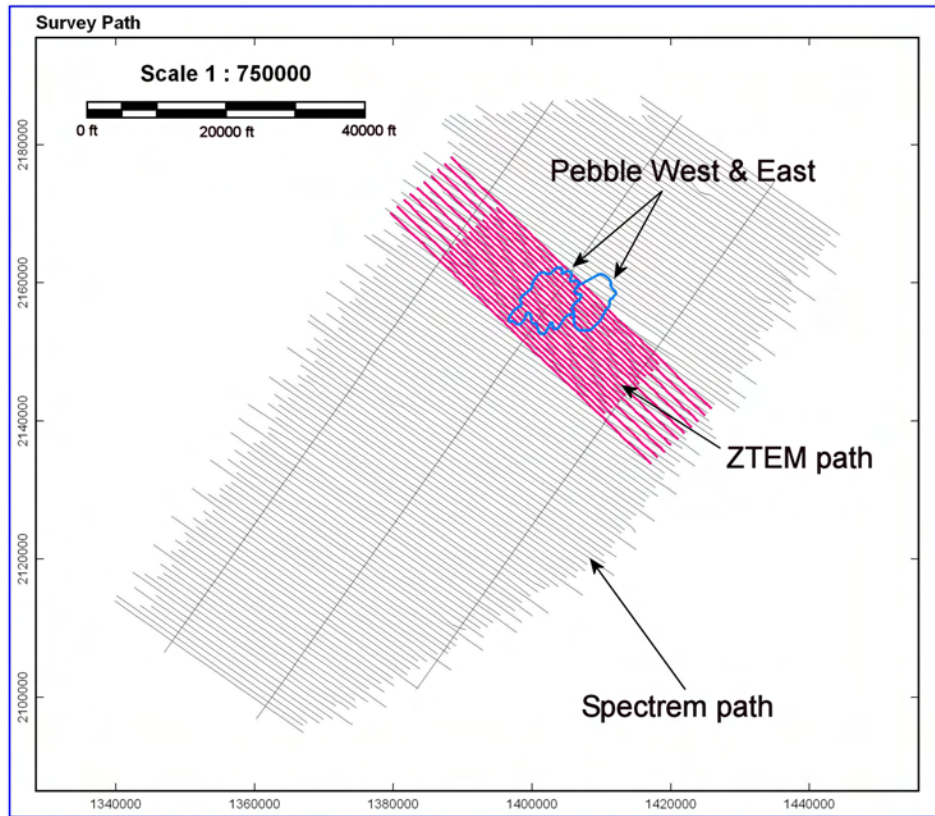 Survey Path
Scale 1 : 750000
0 ft 20000 ft 40000 ft
Pebble West & East
ZTEM path
Spectrem path
2180000
2160000
2140000
2120000
2100000
1340000 1360000 1380000 1400000 1420000 1440000